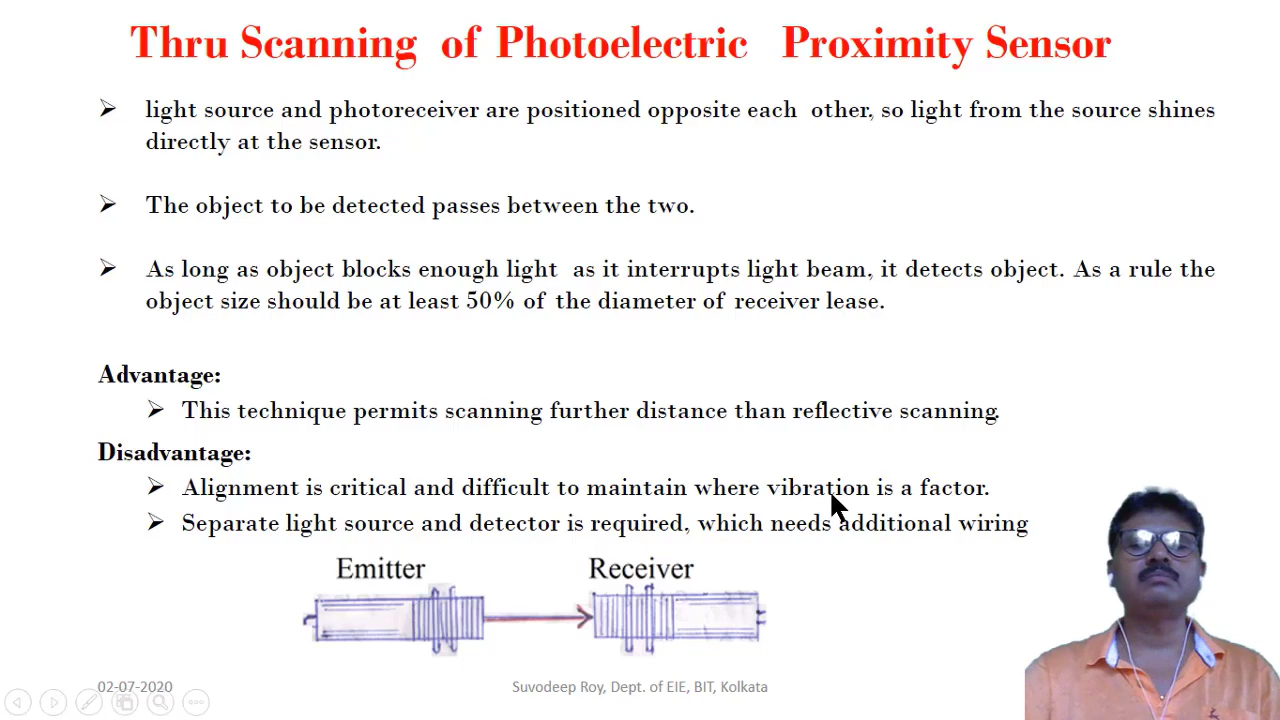 Thru Scanning of Photoelectric Proximity Sensor
light source and photoreceiver are positioned opposite each other, so light from the source shines
directly at the sensor.
The object to be detected passes between the two.
As long as object blocks enough light as it interrupts light beam, it detects object. As a rule the
object size should be at least 50% of the diameter of receiver lease.
Advantage:
This technique permits scanning further distance than reflective scanning.
Disadvantage:
Alignment is critical and difficult to maintain where vibration is a factor.
Separate light source and detector is required, which needs additional wiring
Emitter Receiver
02-07-2020 Suvodeep Roy, Dept. of EIE, BIT, Kolkata